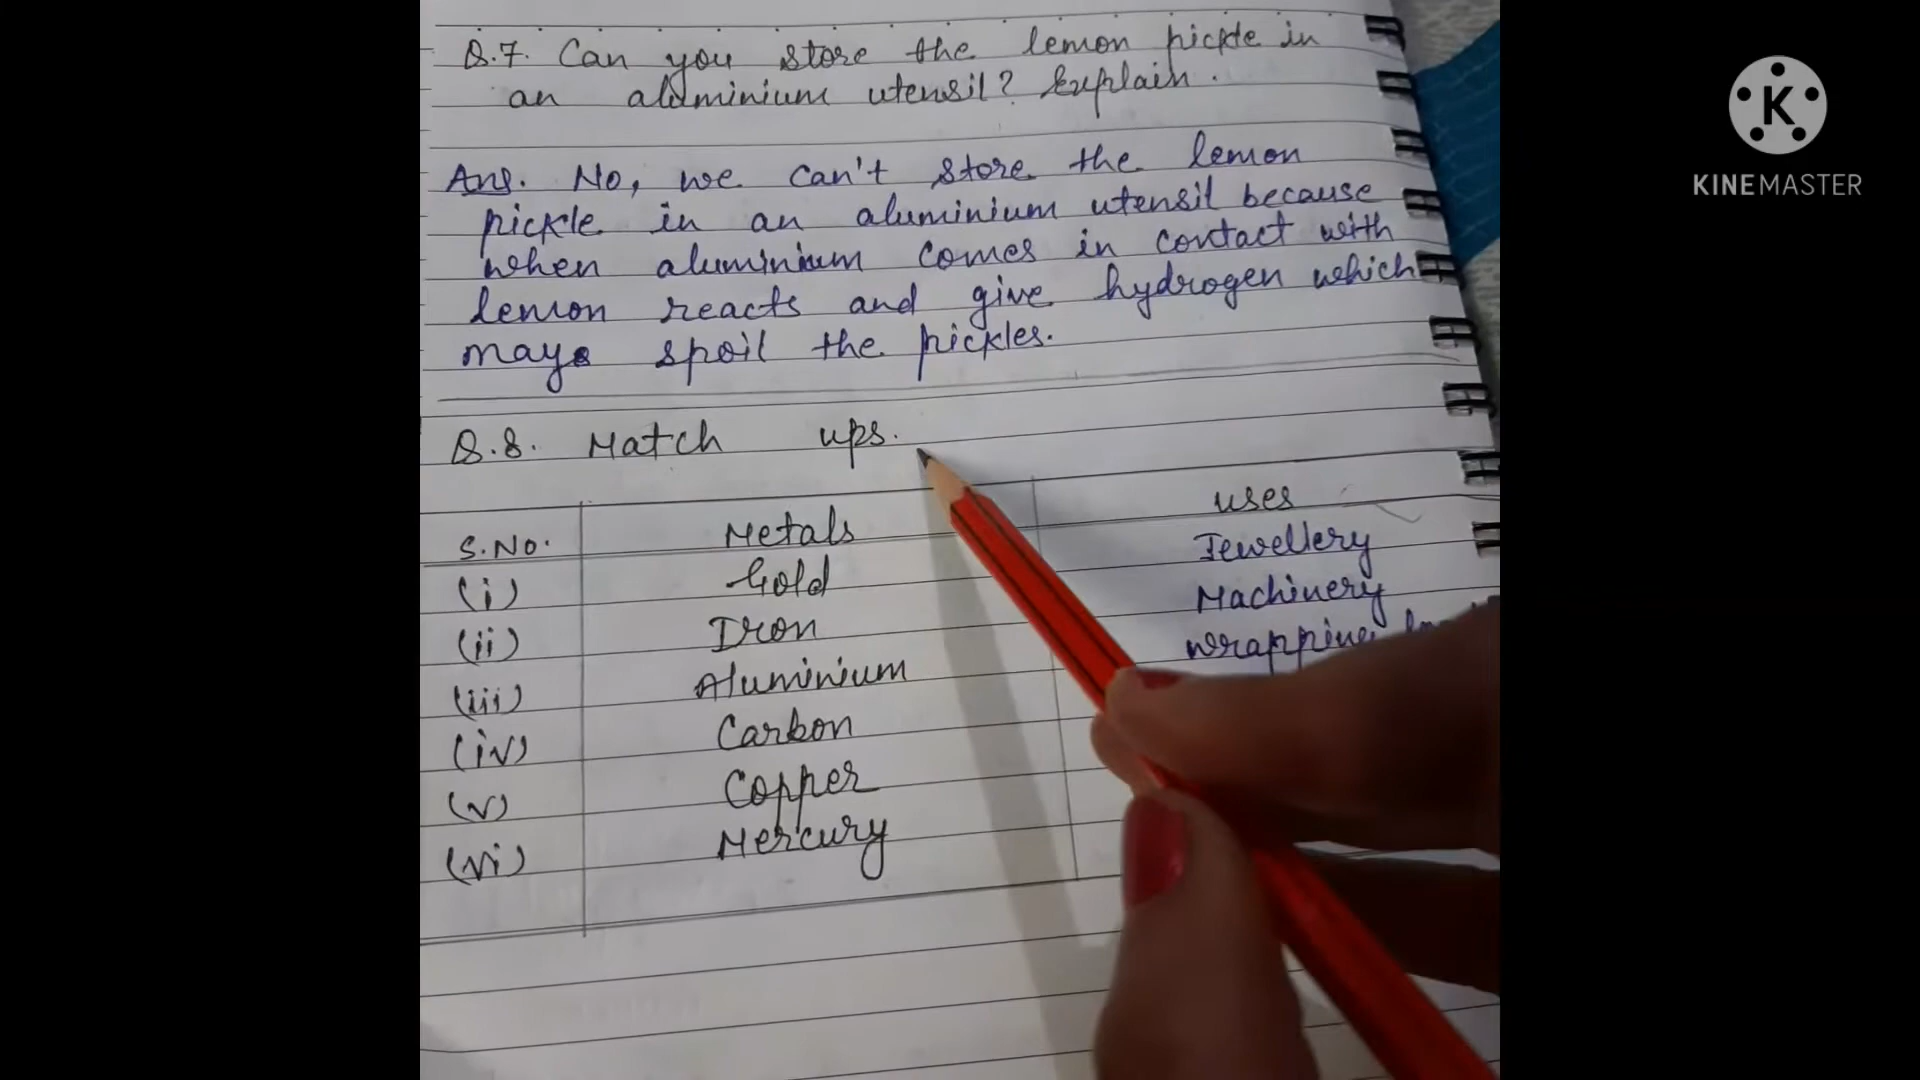 Q.7. Can you store the lemon pickle in
an aluminium utensil? Explain.
Ans. No, we can't store the lemon
pickle in an aluminium utensil because
when aluminium comes in contact with
lemon reacts and give hydrogen which
may spoil the pickles.
Q.8. Match ups.
S.No. Metals uses
(i) Gold Jewellery
(ii) Iron Machinery
(iii) Aluminium Wrapping
(iv) Carbon
(v) Copper
(vi) Mercury
K
KINEMASTER